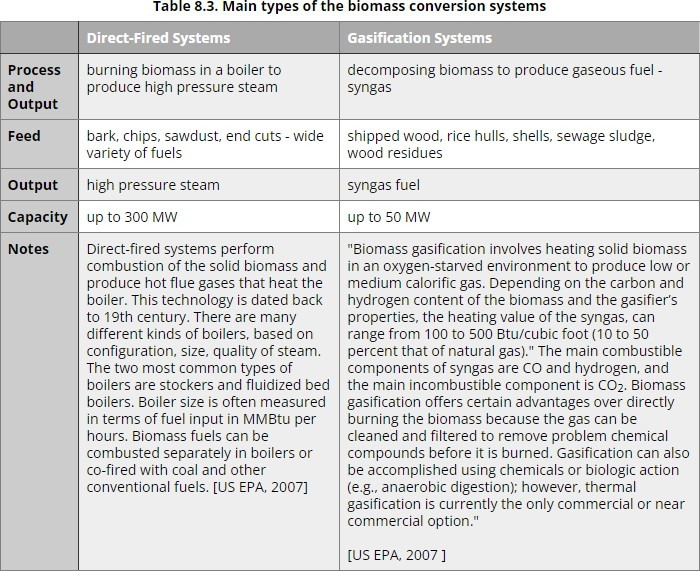 Table 8.3. Main types of the biomass conversion systems
Direct-Fired Systems
Gasification Systems
Process
and
Output
burning biomass in a boiler to
produce high pressure steam
decomposing biomass to produce gaseous fuel -
syngas
Feed
bark, chips, sawdust, end cuts - wide
variety of fuels
shipped wood, rice hulls, shells, sewage sludge,
wood residues
Output
high pressure steam
syngas fuel
Capacity
up to 300 MW
up to 50 MW
Notes
Direct-fired systems perform
combustion of the solid biomass and
produce hot flue gases that heat the
boiler. This technology is dated back
to 19th century. There are many
different kinds of boilers, based on
configuration, size, quality of steam.
The two most common types of
boilers are stockers and fluidized bed
boilers. Boiler size is often measured
in terms of fuel input in MMBtu per
hours. Biomass fuels can be
combusted separately in boilers or
co-fired with coal and other
conventional fuels. [US EPA, 2007]
"Biomass gasification involves heating solid biomass
in an oxygen-starved environment to produce low or
medium calorific gas. Depending on the carbon and
hydrogen content of the biomass and the gasifier's
properties, the heating value of the syngas, can
range from 100 to 500 Btu/cubic foot (10 to 50
percent that of natural gas)." The main combustible
components of syngas are CO and hydrogen, and
the main incombustible component is CO₂. Biomass
gasification offers certain advantages over directly
burning the biomass because the gas can be
cleaned and filtered to remove problem chemical
compounds before it is burned. Gasification can also
be accomplished using chemicals or biologic action
(e.g., anaerobic digestion); however, thermal
gasification is currently the only commercial or near
commercial option."
[US EPA, 2007 ]